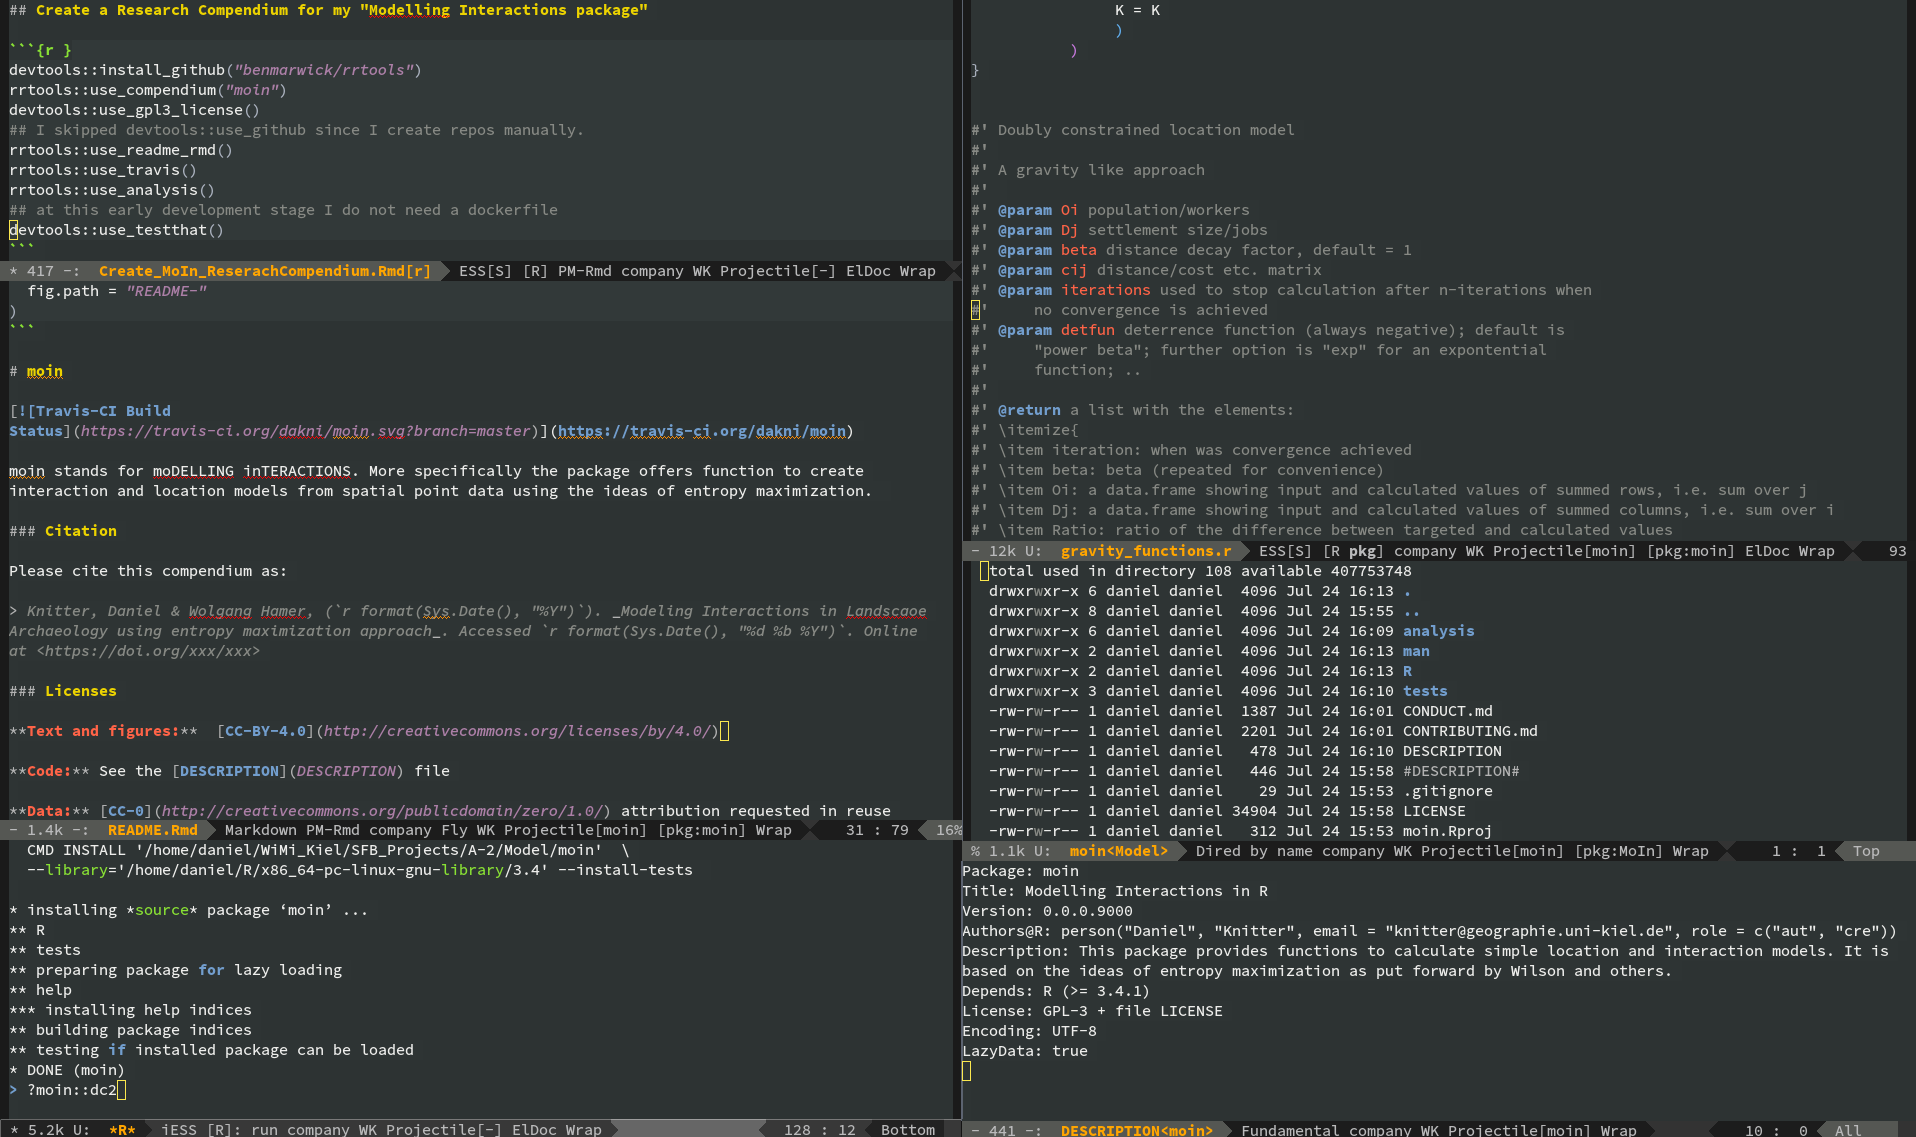 ## Create a Research Compendium for my "Modelling Interactions package"
```{r }
devtools::install_github("benmarwick/rrtools")
rrtools::use_compendium("moin")
devtools::use_gpl3_license()
## I skipped devtools::use_github since I create repos manually.
rrtools::use_readme_rmd()
rrtools::use_travis()
rrtools::use_analysis()
## at this early development stage I do not need a dockerfile
devtools::use_testthat()
```
* 417 -:  Create_MoIn_ReserachCompendium.Rmd[r]  ESS[S] [R] PM-Rmd company WK Projectile[-] ElDoc Wrap
  fig.path = "README-"
)
```
# moin
[![Travis-CI Build
Status](https://travis-ci.org/dakni/moin.svg?branch=master)](https://travis-ci.org/dakni/moin)
moin stands for moDELLING inTERACTIONS. More specifically the package offers function to create
interaction and location models from spatial point data using the ideas of entropy maximization.
### Citation
Please cite this compendium as:
> Knitter, Daniel & Wolgang Hamer, (`r format(Sys.Date(), "%Y")`). _Modeling Interactions in Landscaoe
Archaeology using entropy maximization approach_. Accessed `r format(Sys.Date(), "%d %b %Y")`. Online
at <https://doi.org/xxx/xxx>
### Licenses
**Text and figures:**  [CC-BY-4.0](http://creativecommons.org/licenses/by/4.0/)
**Code:** See the [DESCRIPTION](DESCRIPTION) file
**Data:** [CC-0](http://creativecommons.org/publicdomain/zero/1.0/) attribution requested in reuse
- 1.4k -:  README.Rmd  Markdown PM-Rmd company Fly WK Projectile[moin] [pkg:moin] Wrap  31 : 79  16%
  CMD INSTALL '/home/daniel/WiMi_Kiel/SFB_Projects/A-2/Model/moin'  \
  --library='/home/daniel/R/x86_64-pc-linux-gnu-library/3.4' --install-tests
* installing *source* package ‘moin’ ...
** R
** tests
** preparing package for lazy loading
** help
*** installing help indices
** building package indices
** testing if installed package can be loaded
* DONE (moin)
> ?moin::dc2
* 5.2k U:  *R*  iESS [R]: run company WK Projectile[-] ElDoc Wrap  128 : 12  Bottom
K = K
)
)
}
#' Doubly constrained location model
#'
#' A gravity like approach
#'
#' @param Oi population/workers
#' @param Dj settlement size/jobs
#' @param beta distance decay factor, default = 1
#' @param cij distance/cost etc. matrix
#' @param iterations used to stop calculation after n-iterations when
#'     no convergence is achieved
#' @param detfun deterrence function (always negative); default is
#'     "power beta"; further option is "exp" for an expontential
#'     function; ..
#'
#' @return a list with the elements:
#' \itemize{
#' \item iteration: when was convergence achieved
#' \item beta: beta (repeated for convenience)
#' \item Oi: a data.frame showing input and calculated values of summed rows, i.e. sum over j
#' \item Dj: a data.frame showing input and calculated values of summed columns, i.e. sum over i
#' \item Ratio: ratio of the difference between targeted and calculated values
- 12k U:  gravity_functions.r  ESS[S] [R pkg] company WK Projectile[moin] [pkg:moin] ElDoc Wrap  93
total used in directory 108 available 407753748
drwxrwxr-x 6 daniel daniel  4096 Jul 24 16:13 .
drwxrwxr-x 8 daniel daniel  4096 Jul 24 15:55 ..
drwxrwxr-x 6 daniel daniel  4096 Jul 24 16:09 analysis
drwxrwxr-x 2 daniel daniel  4096 Jul 24 16:13 man
drwxrwxr-x 2 daniel daniel  4096 Jul 24 16:13 R
drwxrwxr-x 3 daniel daniel  4096 Jul 24 16:10 tests
-rw-rw-r-- 1 daniel daniel  1387 Jul 24 16:01 CONDUCT.md
-rw-rw-r-- 1 daniel daniel  2201 Jul 24 16:01 CONTRIBUTING.md
-rw-rw-r-- 1 daniel daniel   478 Jul 24 16:10 DESCRIPTION
-rw-rw-r-- 1 daniel daniel   446 Jul 24 15:58 #DESCRIPTION#
-rw-rw-r-- 1 daniel daniel    29 Jul 24 15:53 .gitignore
-rw-rw-r-- 1 daniel daniel 34904 Jul 24 15:58 LICENSE
-rw-rw-r-- 1 daniel daniel   312 Jul 24 15:53 moin.Rproj
% 1.1k U:  moin<Model>  Dired by name company WK Projectile[moin] [pkg:MoIn] Wrap  1 :  1  Top
Package: moin
Title: Modelling Interactions in R
Version: 0.0.0.9000
Authors@R: person("Daniel", "Knitter", email = "knitter@geographie.uni-kiel.de", role = c("aut", "cre"))
Description: This package provides functions to calculate simple location and interaction models. It is
based on the ideas of entropy maximization as put forward by Wilson and others.
Depends: R (>= 3.4.1)
License: GPL-3 + file LICENSE
Encoding: UTF-8
LazyData: true
- 441 -:  DESCRIPTION<moin>  Fundamental company WK Projectile[moin] Wrap  10 :  0  All